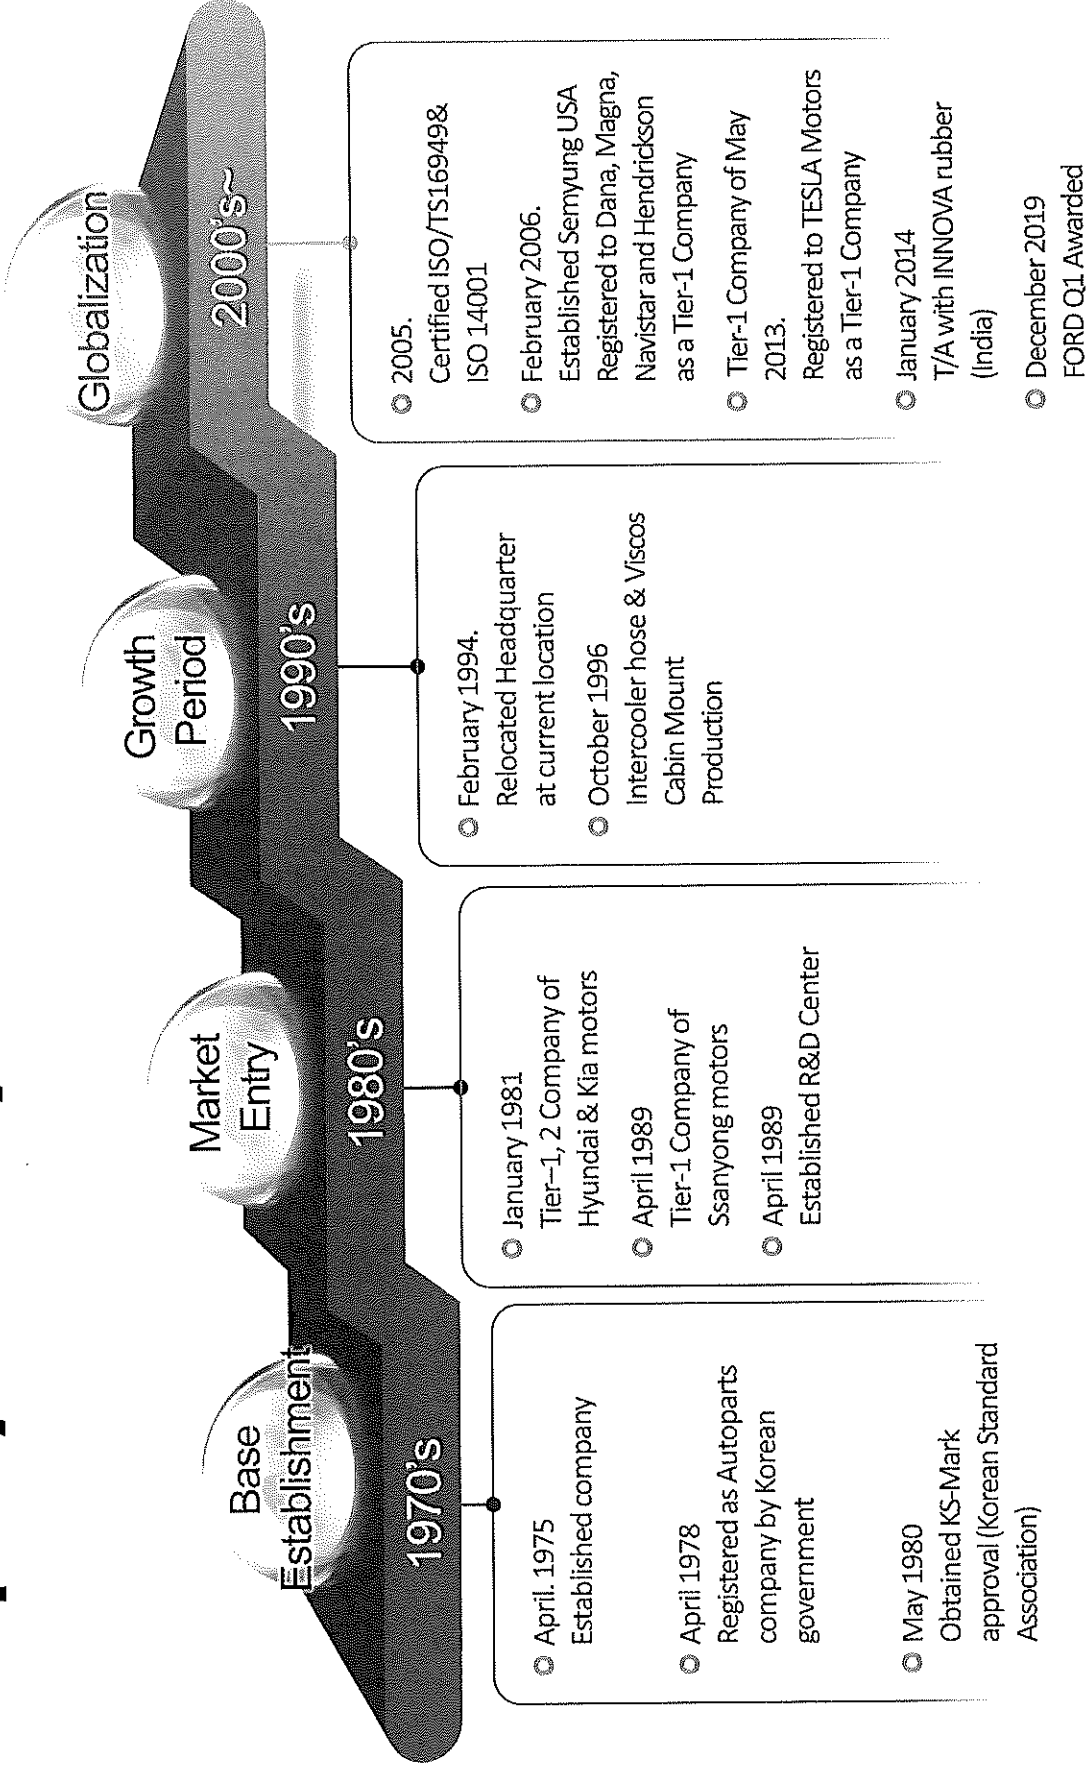 Base
Establishment
1970's
April. 1975
Established company
April 1978
Registered as Autoparts
company by Korean
government
May 1980
Obtained KS-Mark
approval (Korean Standard
Association)
Market
Entry
1980's
January 1981
Tier–1, 2 Company of
Hyundai & Kia motors
April 1989
Tier-1 Company of
Ssanyong motors
April 1989
Established R&D Center
Growth
Period
1990's
February 1994.
Relocated Headquarter
at current location
October 1996
Intercooler hose & Viscos
Cabin Mount
Production
Globalization
2000's~
2005.
Certified ISO/TS16949&
ISO 14001
February 2006.
Established Semyung USA
Registered to Dana, Magna,
Navistar and Hendrickson
as a Tier-1 Company
Tier-1 Company of May
2013.
Registered to TESLA Motors
as a Tier-1 Company
January 2014
T/A with INNOVA rubber
(India)
December 2019
FORD Q1 Awarded